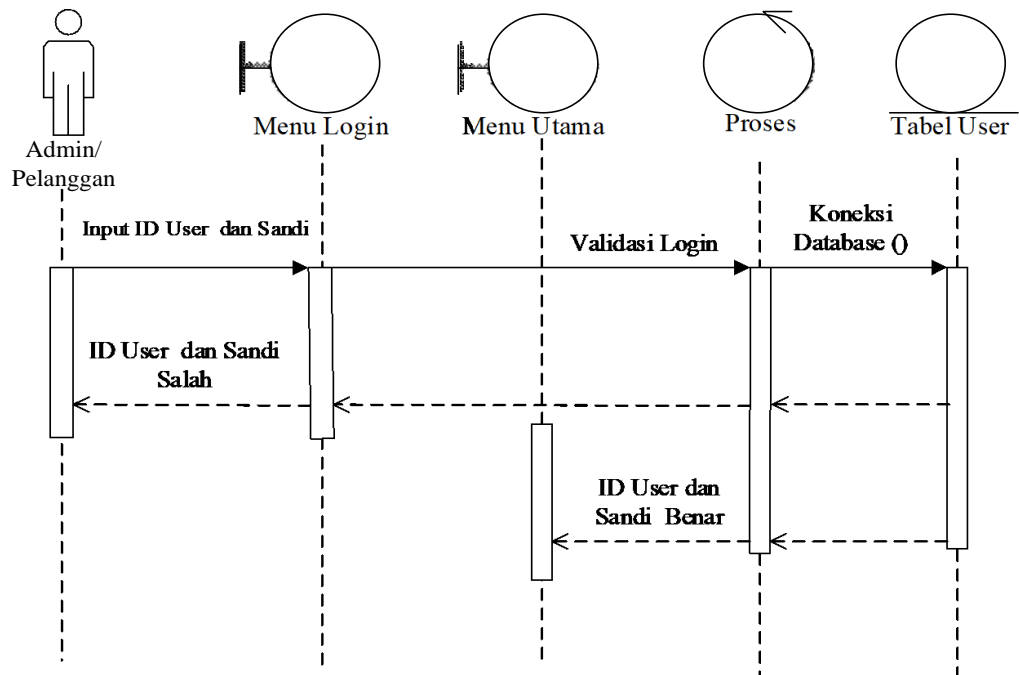 Admin/
Pelanggan
Menu Login
Menu Utama
Proses
Tabel User
Input ID User dan Sandi
Validasi Login
Koneksi
Database ()
ID User dan Sandi
Salah
ID User dan
Sandi Benar